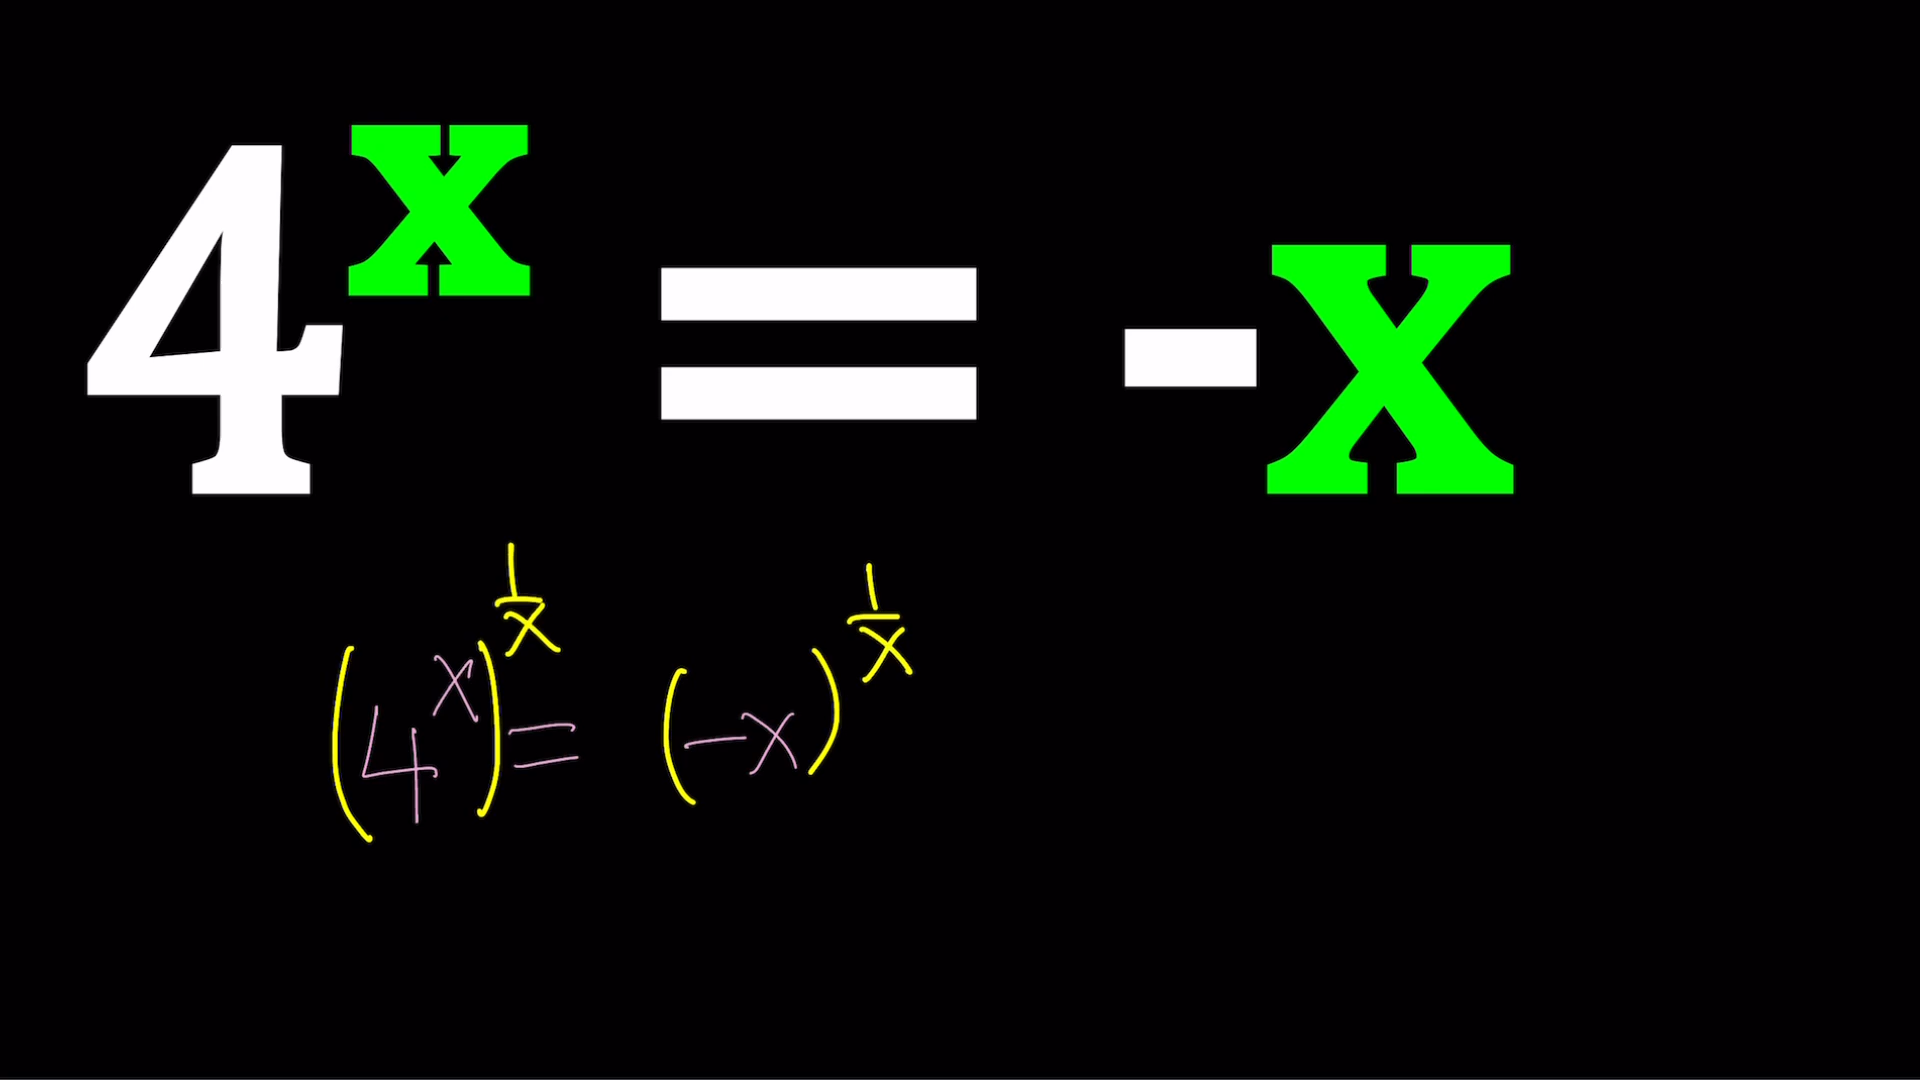 4^x = -x
(4^x)^{1/x} = (-x)^{1/x}